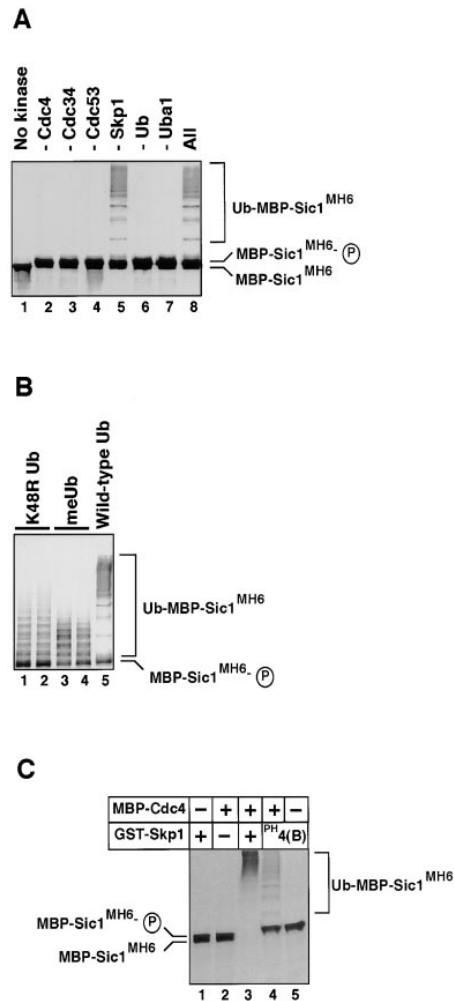 A
No kinase
- Cdc4
- Cdc34
- Cdc53
- Skp1
- Ub
- Uba1
All
Ub-MBP-Sic1MH6
MBP-Sic1MH6- P
MBP-Sic1MH6
1 2 3 4 5 6 7 8
B
K48R Ub
meUb
Wild-type Ub
Ub-MBP-Sic1MH6
MBP-Sic1MH6- P
1 2 3 4 5
C
MBP-Cdc4 − + + + −
GST-Skp1 + − + PH4(B)
Ub-MBP-Sic1MH6
MBP-Sic1MH6- P
MBP-Sic1MH6
1 2 3 4 5